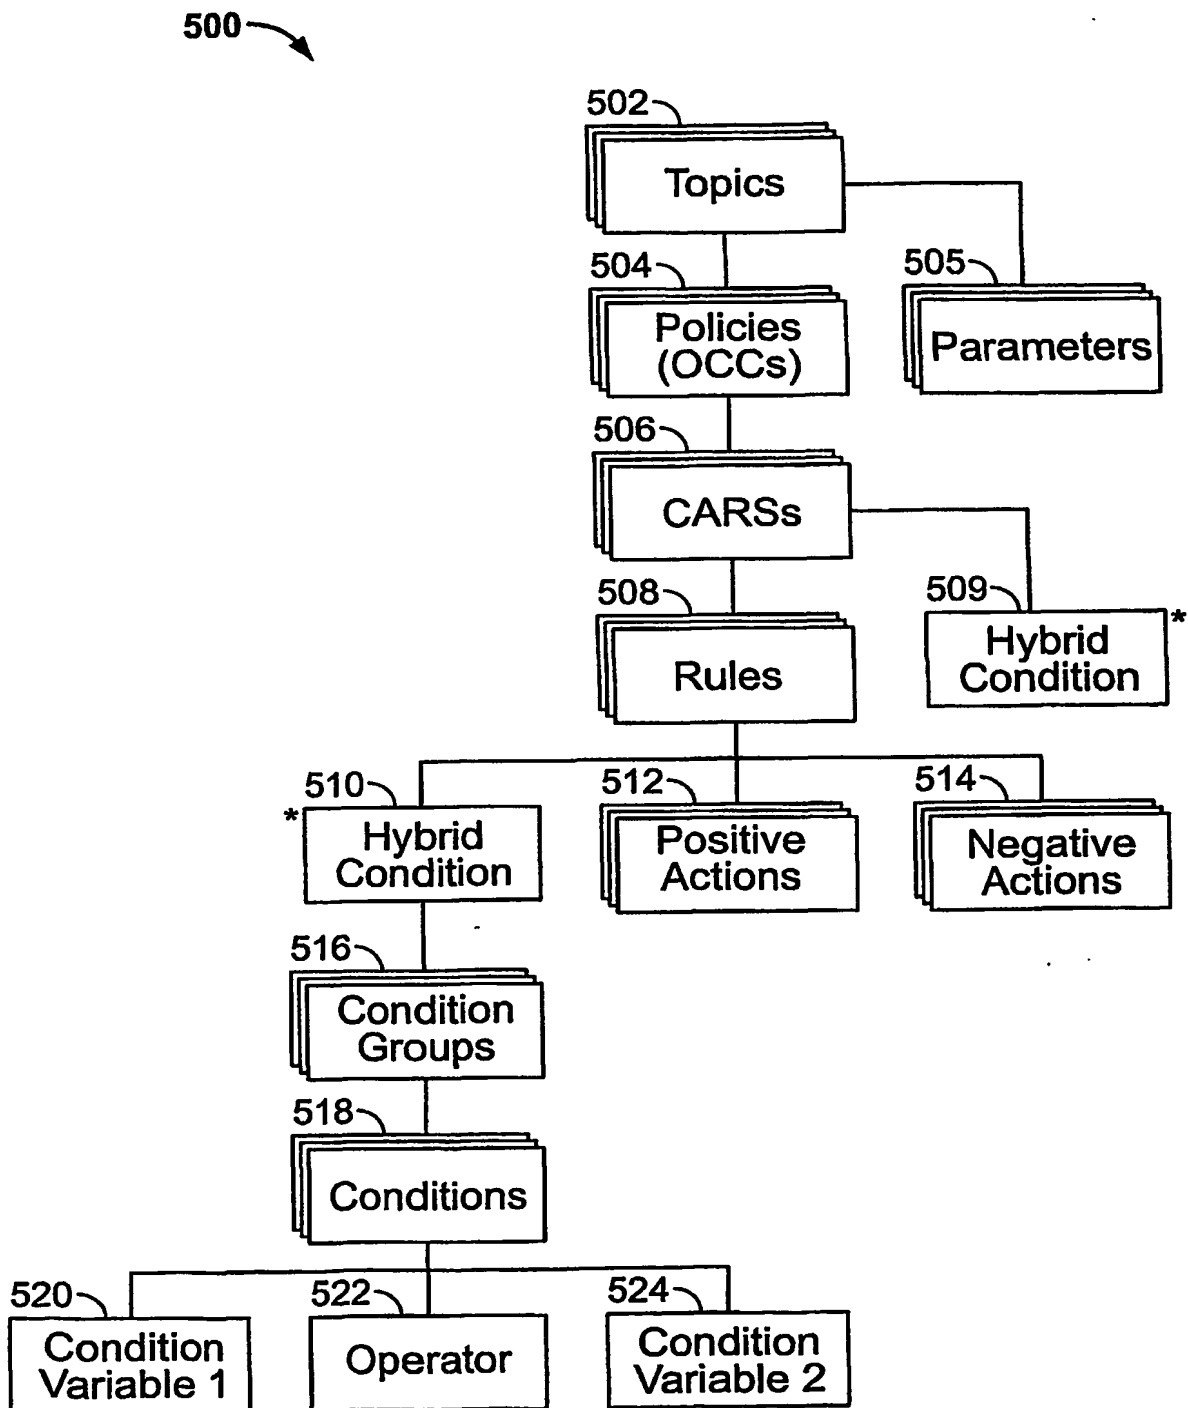 500
502
Topics
504
Policies
(OCCs)
505
Parameters
506
CARSs
508
Rules
509
Hybrid
Condition
*
510
*
Hybrid
Condition
512
Positive
Actions
514
Negative
Actions
516
Condition
Groups
518
Conditions
520
Condition
Variable 1
522
Operator
524
Condition
Variable 2